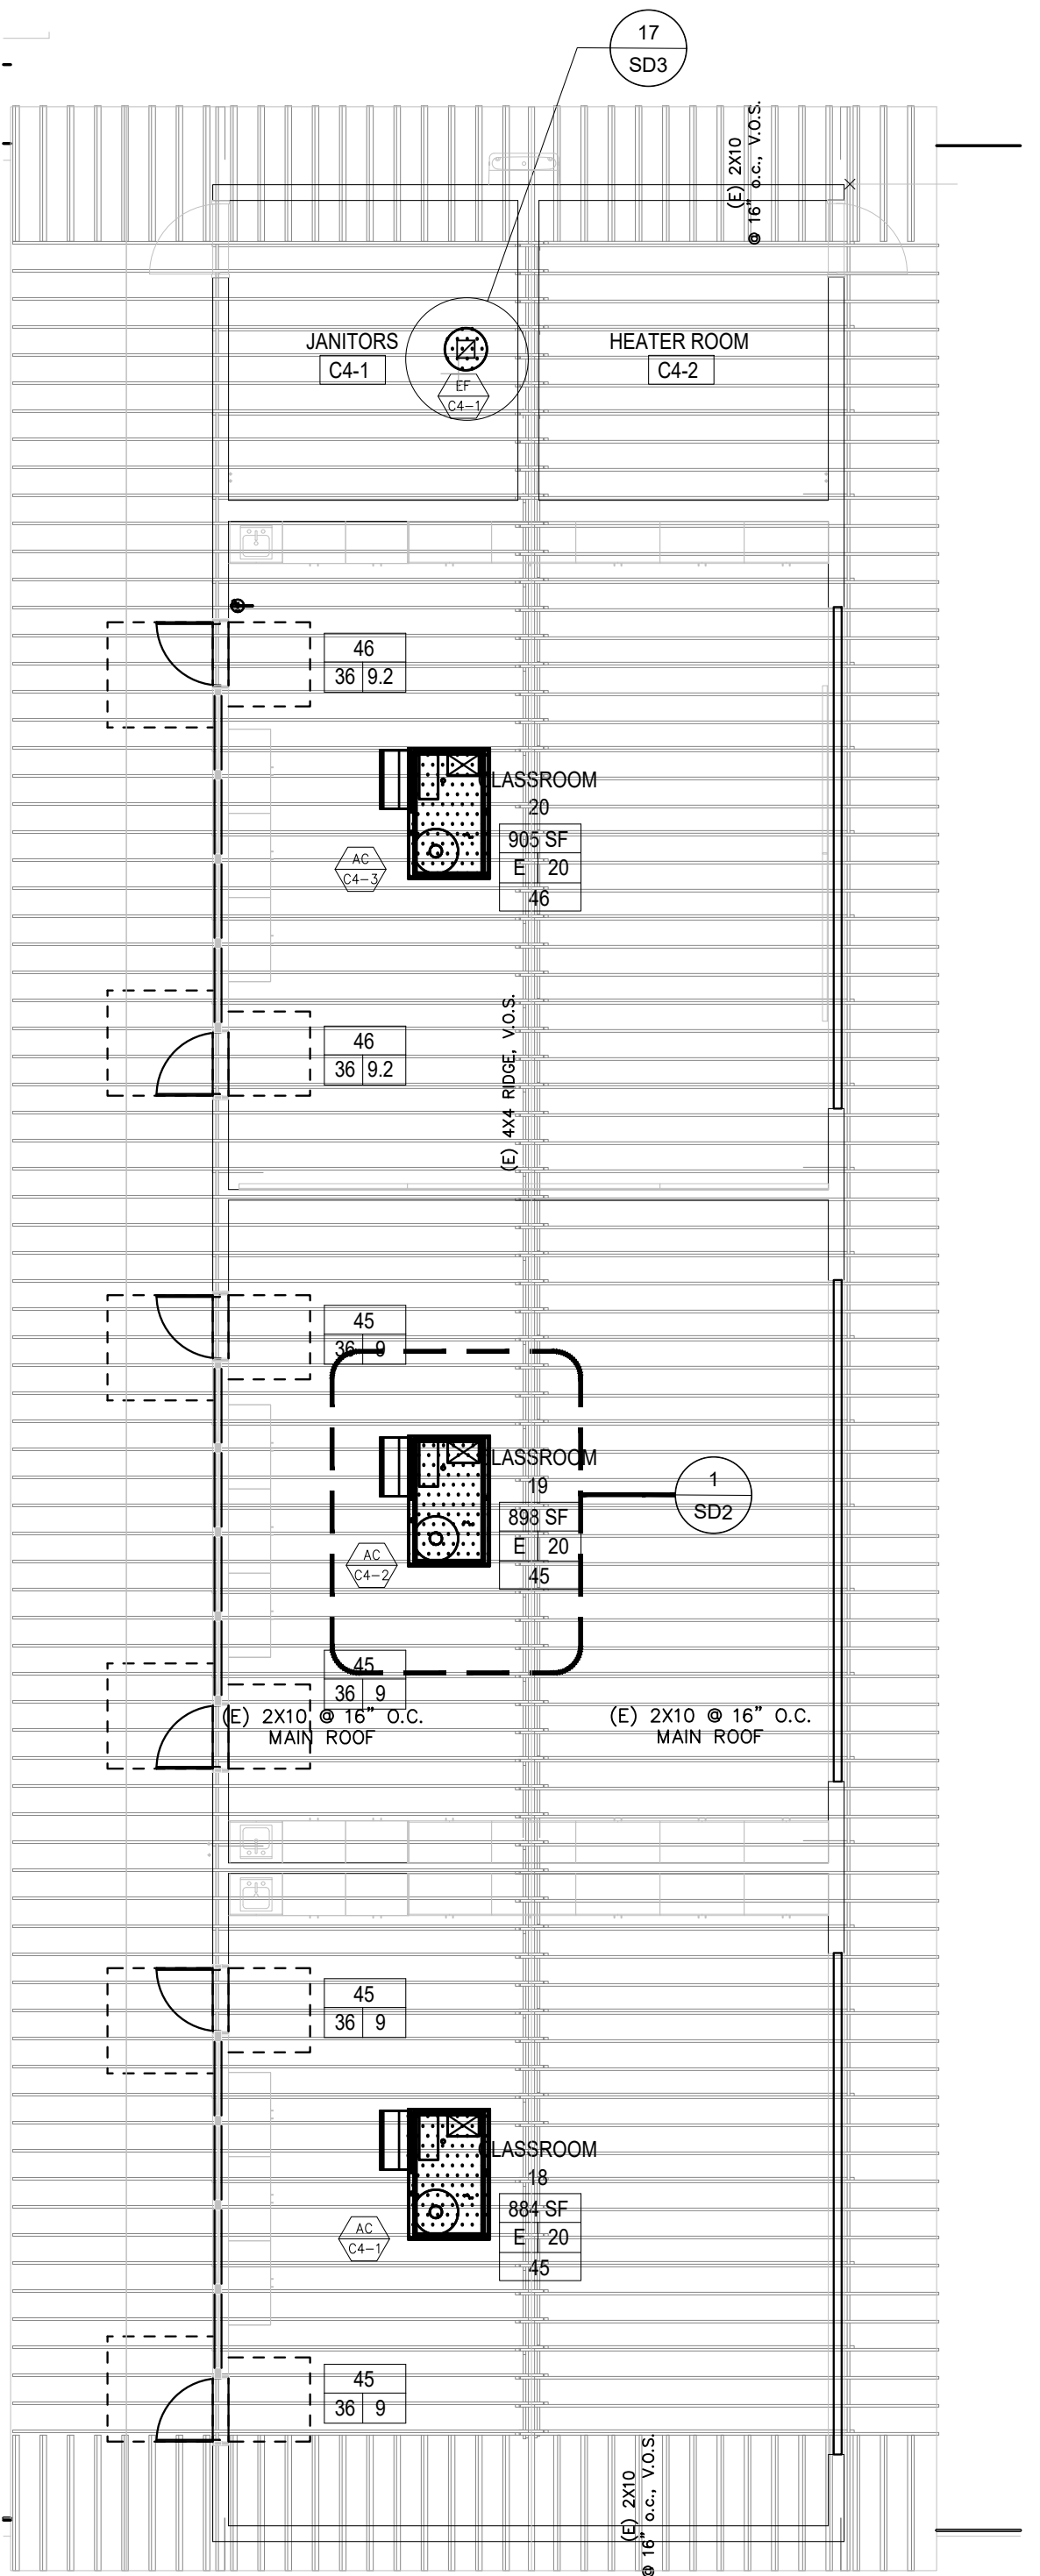 17
SD3
(E) 2X10
@ 16" o.c., V.O.S.
JANITORS
C4-1
HEATER ROOM
C4-2
EF
C4-1
46
36 9.2
LASSROOM
20
905 SF
E 20
46
AC
C4-3
46
36 9.2
(E) 4X4 RIDGE, V.O.S.
45
36 9
LASSROOM
19
898 SF
E 20
45
1
SD2
AC
C4-2
45
36 9
(E) 2X10 @ 16" O.C.
MAIN ROOF
(E) 2X10 @ 16" O.C.
MAIN ROOF
45
36 9
LASSROOM
18
884 SF
E 20
45
AC
C4-1
45
36 9
(E) 2X10
@ 16" o.c., V.O.S.